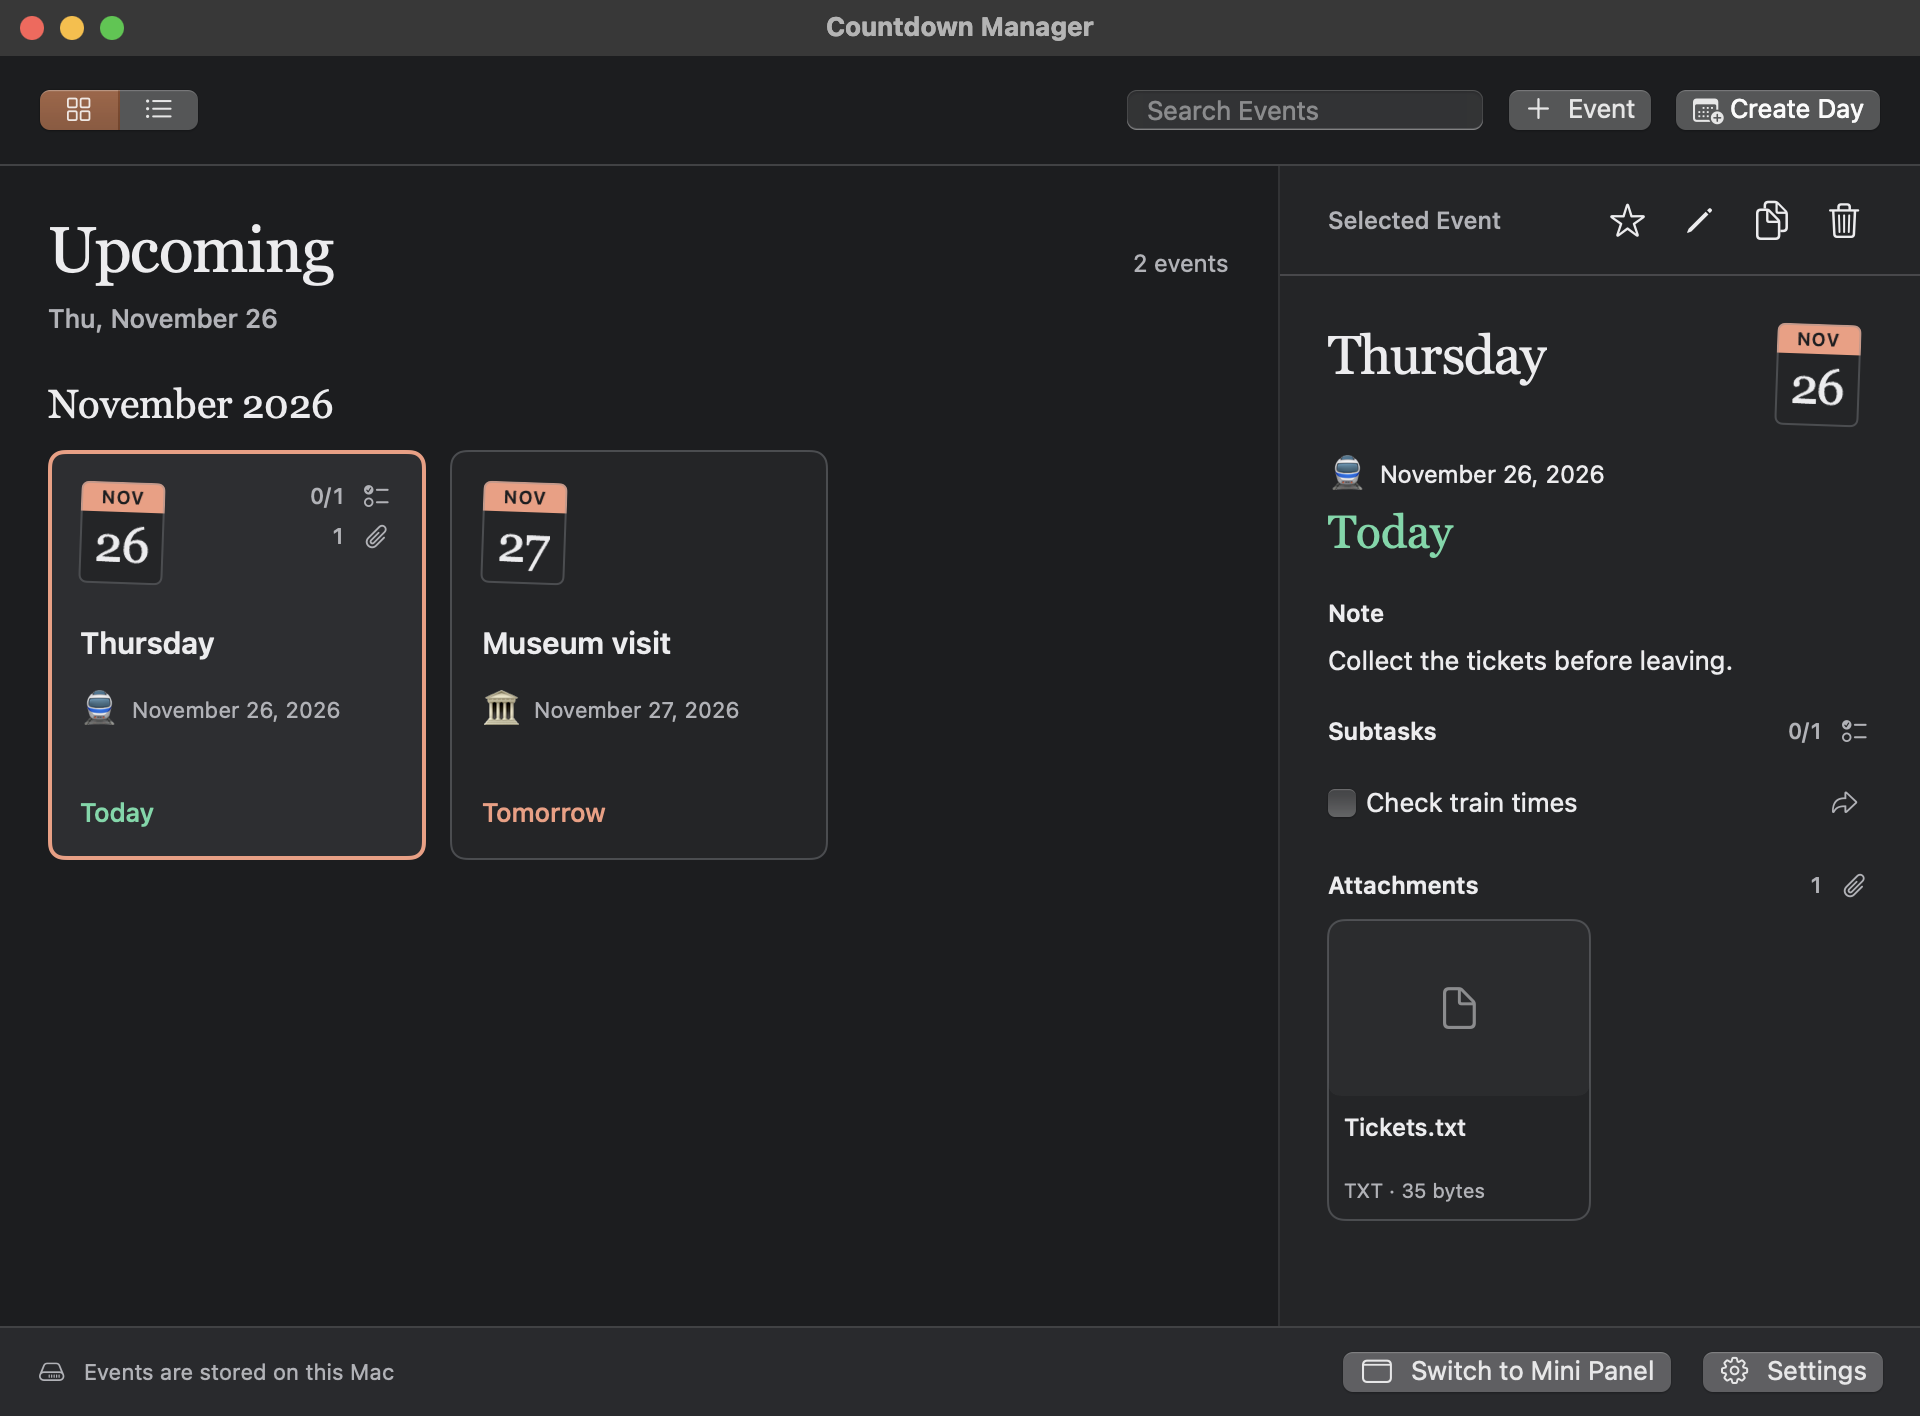 Countdown Manager
Search Events
+ Event
Create Day
Upcoming
2 events
Thu, November 26
November 2026
NOV
26
0/1
1
Thursday
November 26, 2026
Today
NOV
27
Museum visit
November 27, 2026
Tomorrow
Selected Event
Thursday
NOV
26
November 26, 2026
Today
Note
Collect the tickets before leaving.
Subtasks
0/1
Check train times
Attachments
1
Tickets.txt
TXT · 35 bytes
Events are stored on this Mac
Switch to Mini Panel
Settings